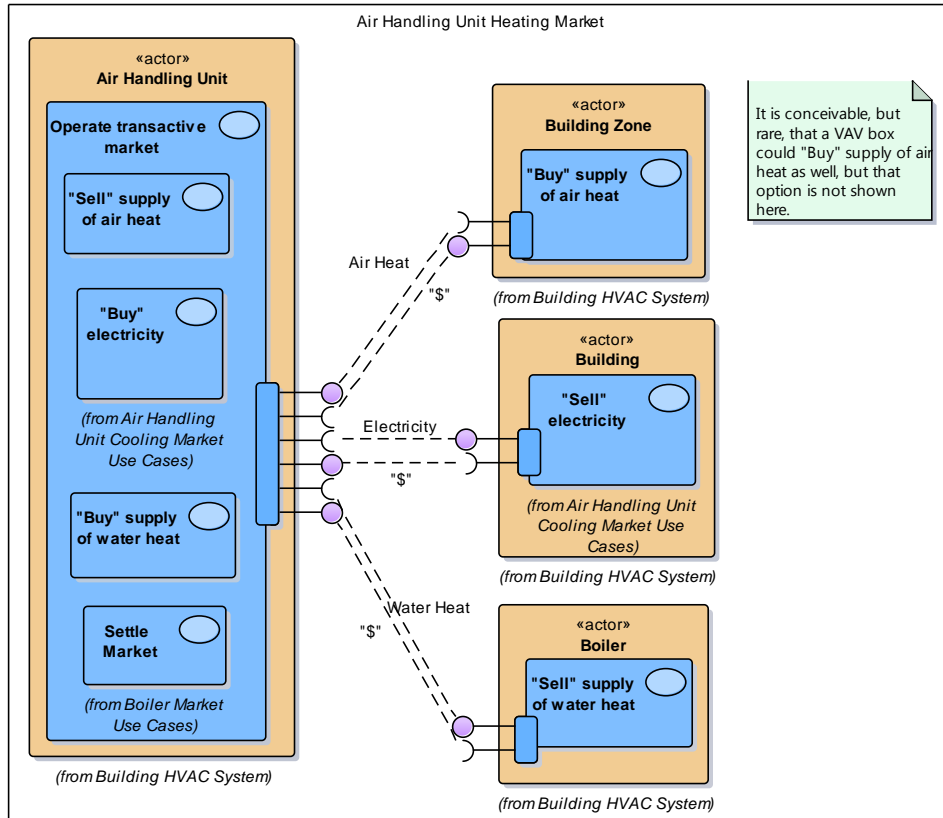 Air Handling Unit Heating Market
«actor»
Air Handling Unit
Operate transactive
market
"Sell" supply
of air heat
"Buy"
electricity
(from Air Handling
Unit Cooling Market
Use Cases)
"Buy" supply
of water heat
Settle
Market
(from Boiler Market
Use Cases)
(from Building HVAC System)
Air Heat
"$"
Electricity
"$"
Water Heat
"$"
«actor»
Building Zone
"Buy" supply
of air heat
(from Building HVAC System)
«actor»
Building
"Sell"
electricity
(from Air Handling Unit
Cooling Market Use
Cases)
(from Building HVAC System)
«actor»
Boiler
"Sell" supply
of water heat
(from Building HVAC System)
It is conceivable, but
rare, that a VAV box
could "Buy" supply of air
heat as well, but that
option is not shown
here.